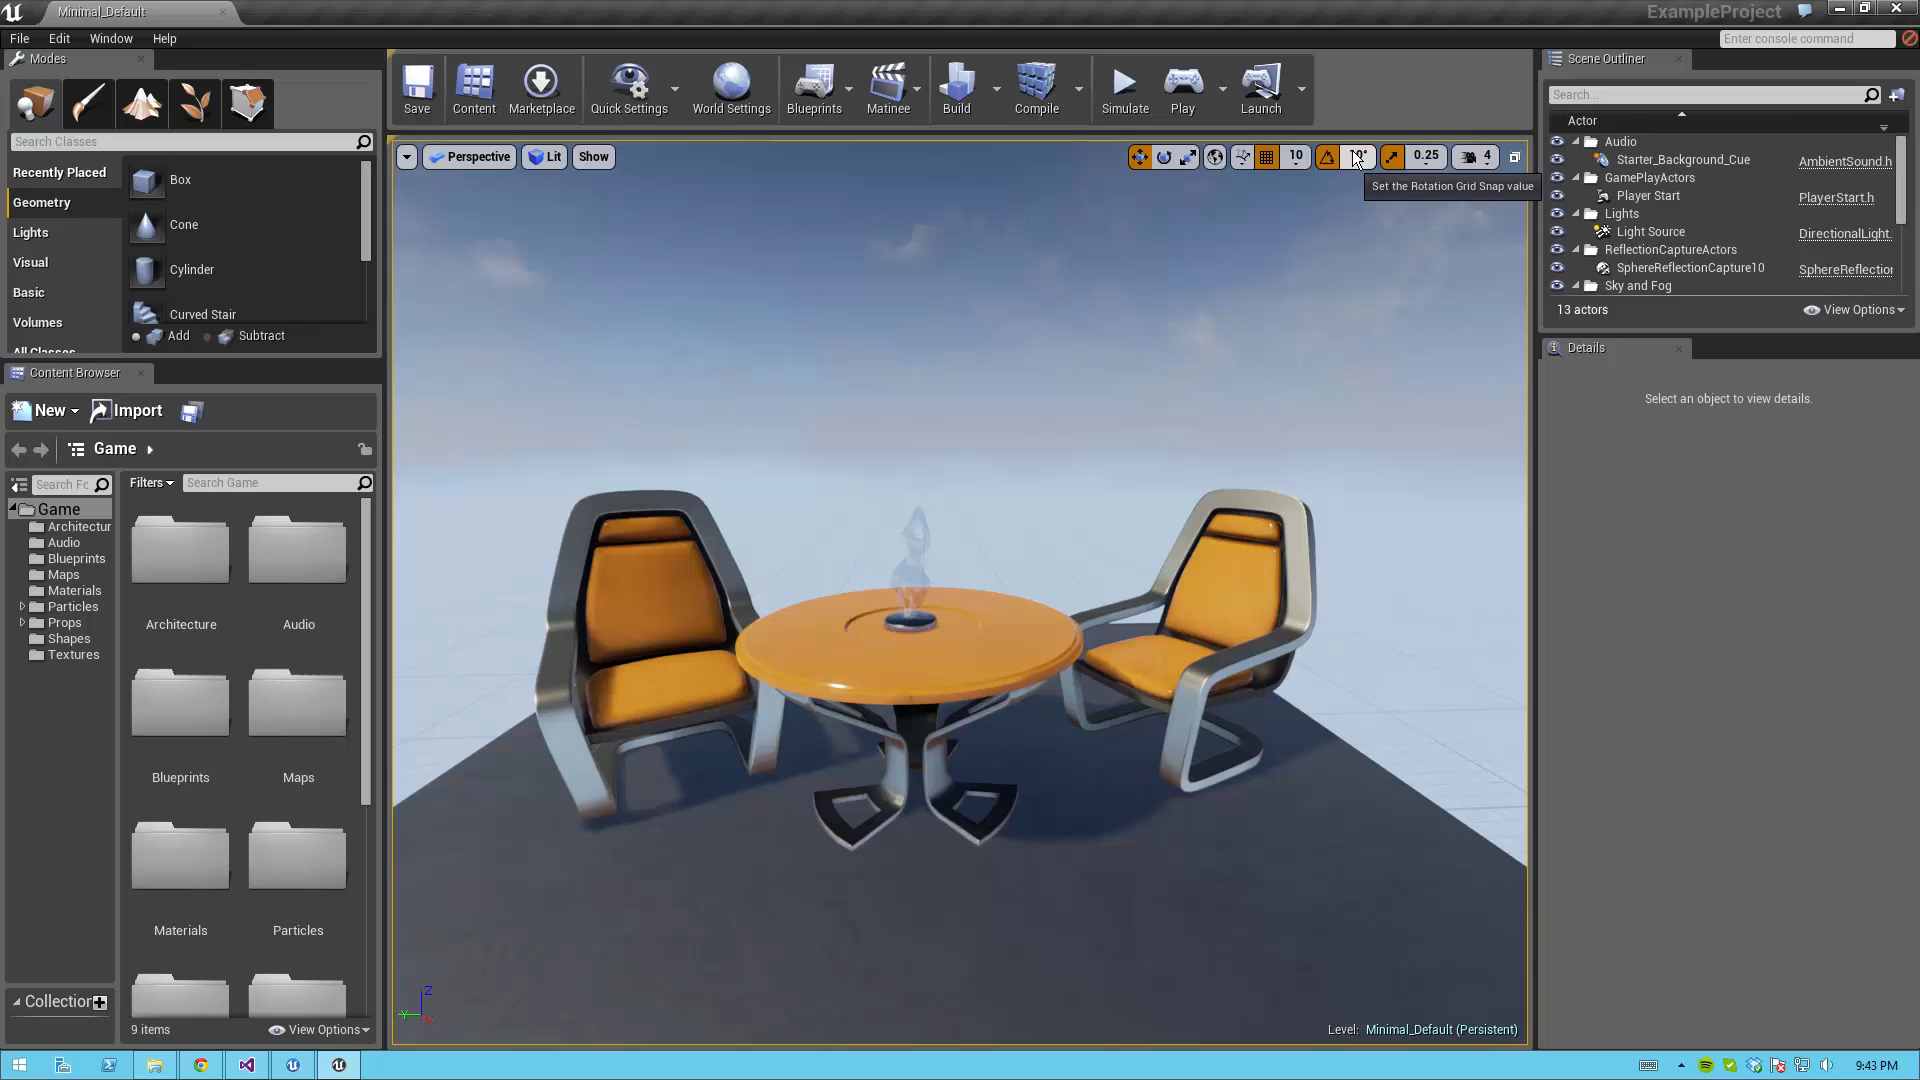 Minimal_Default
ExampleProject
File Edit Window Help
Enter console command
Modes
Search Classes
Recently Placed
Geometry
Lights
Visual
Basic
Volumes
All Classes
Box
Cone
Cylinder
Curved Stair
Add Subtract
Content Browser
New Import
Game
Search Fo
Game
Architectur
Audio
Blueprints
Maps
Materials
Particles
Props
Shapes
Textures
Collection
Filters Search Game
Architecture Audio
Blueprints Maps
Materials Particles
9 items View Options
Save Content Marketplace Quick Settings World Settings Blueprints Matinee Build Compile Simulate Play Launch
Perspective Lit Show
10 0.25 4
Set the Rotation Grid Snap value
Level: Minimal_Default (Persistent)
Scene Outliner
Search...
Actor
Audio
Starter_Background_Cue AmbientSound.h
GamePlayActors
Player Start PlayerStart.h
Lights
Light Source DirectionalLight.
ReflectionCaptureActors
SphereReflectionCapture10 SphereReflection
Sky and Fog
13 actors View Options
Details
Select an object to view details.
Z
Y
9:43 PM